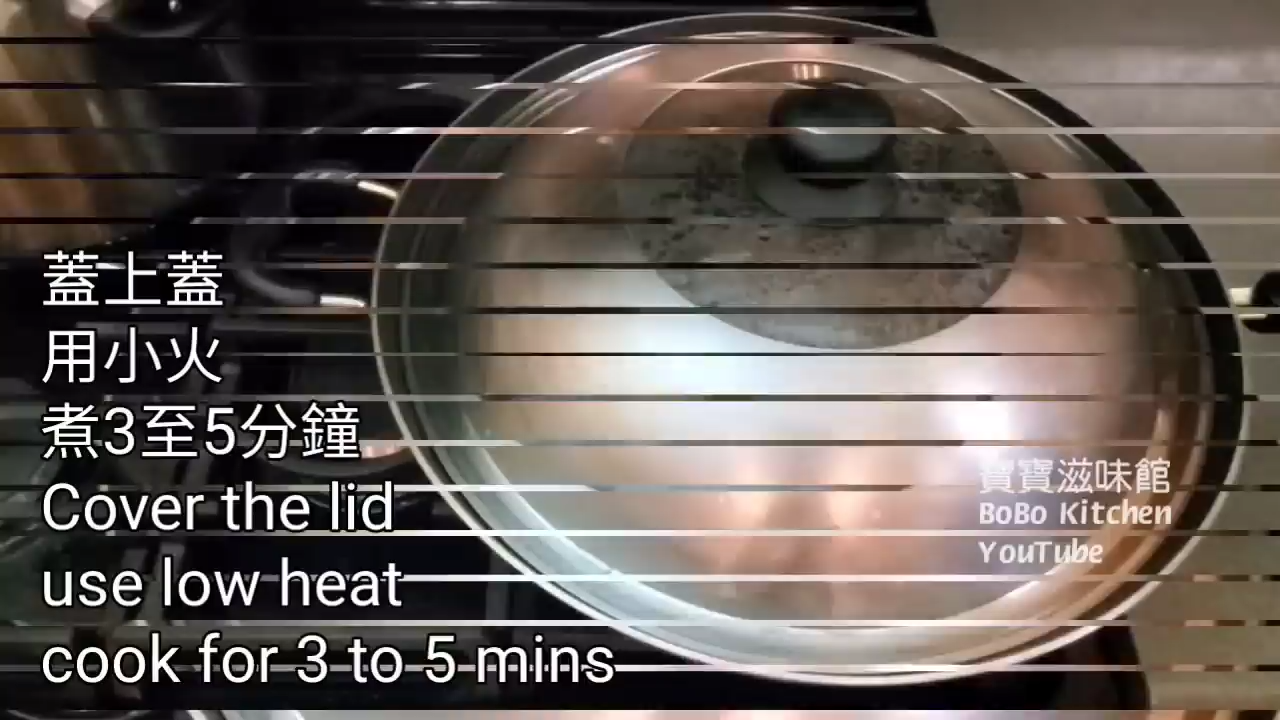 蓋上蓋
用小火
煮3至5分鐘
Cover the lid
use low heat
cook for 3 to 5 mins
寶寶滋味館
BoBo Kitchen
YouTube